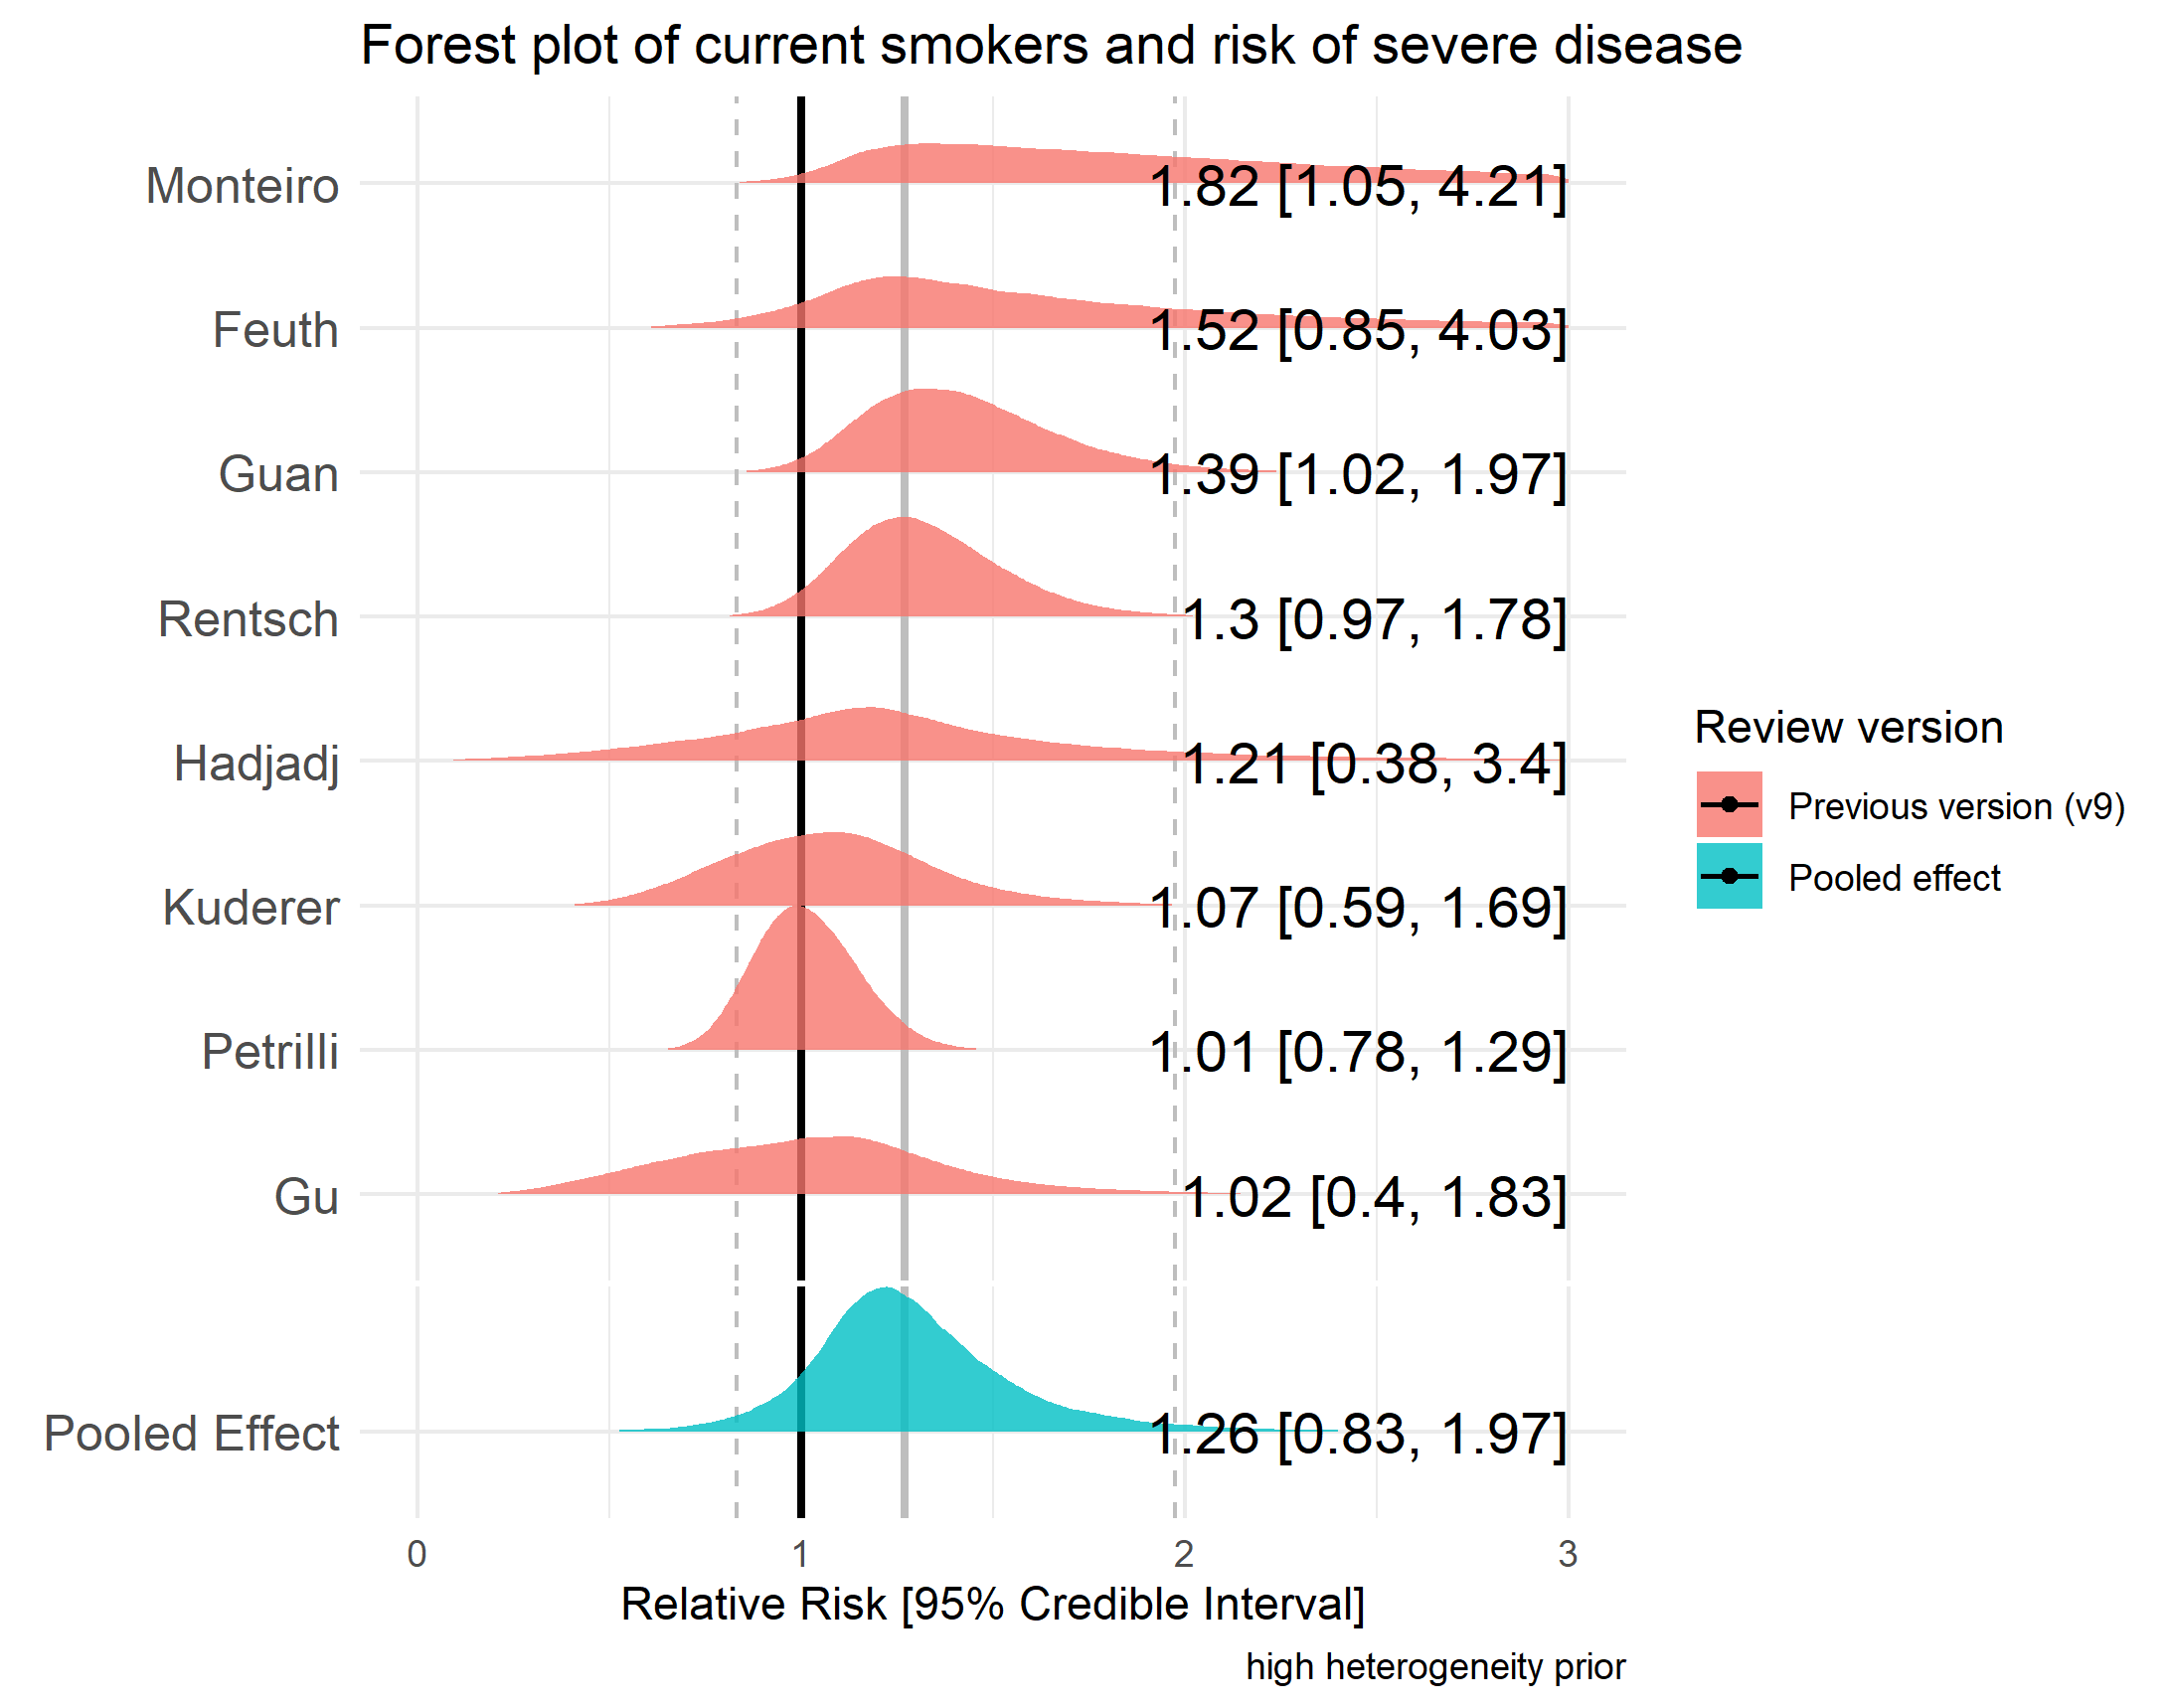 Forest plot of current smokers and risk of severe disease
Monteiro 1.82 [1.05, 4.21]
Feuth 1.52 [0.85, 4.03]
Guan 1.39 [1.02, 1.97]
Rentsch 1.3 [0.97, 1.78]
Hadjadj 1.21 [0.38, 3.4]
Kuderer 1.07 [0.59, 1.69]
Petrilli 1.01 [0.78, 1.29]
Gu 1.02 [0.4, 1.83]
Pooled Effect 1.26 [0.83, 1.97]
0 1 2 3
Relative Risk [95% Credible Interval]
high heterogeneity prior
Review version
Previous version (v9)
Pooled effect